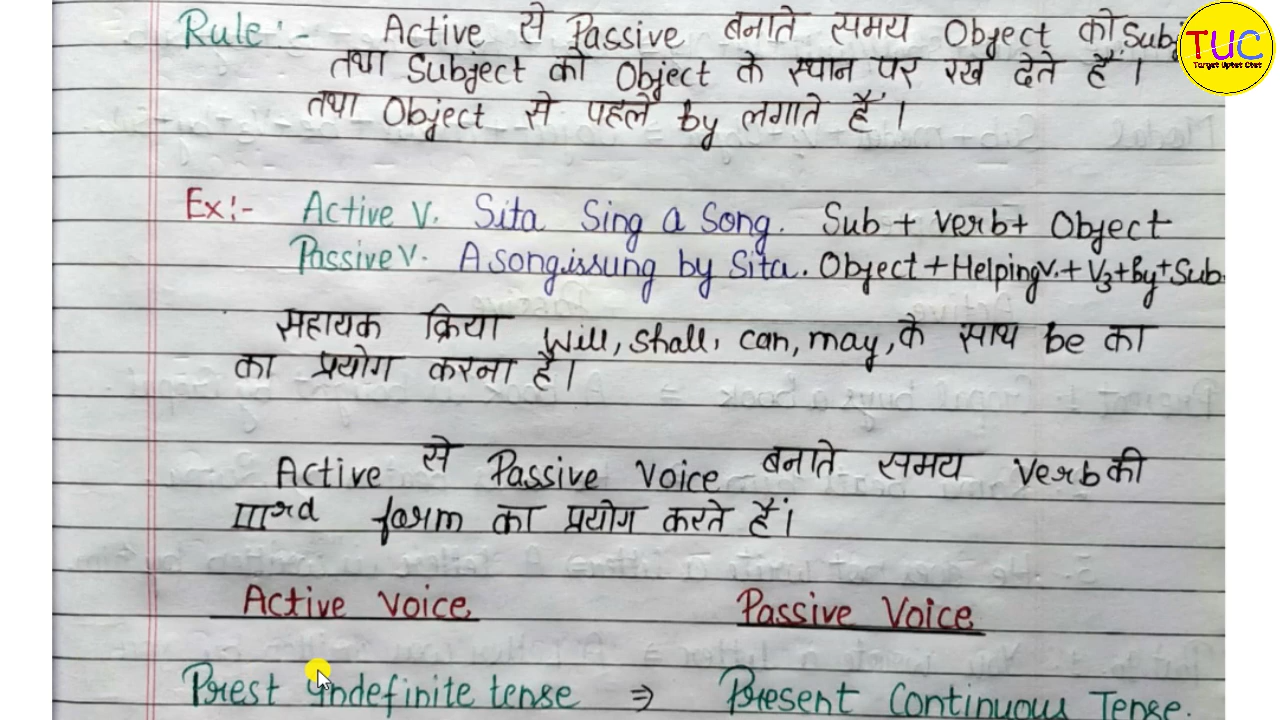 Rule:- Active से Passive बनाते समय Object को Subj
तथा Subject को Object के स्थान पर रख देते हैं।
तथा Object से पहले by लगाते हैं।
TUC
Target Uptet Ctet
Ex:- Active V. Sita Sing a Song. Sub + verb + Object
Passive V. A song is sung by Sita. Object + Helping v. + V3 + By + Sub.
सहायक क्रिया Will, Shall, can, may, के साथ be का
का प्रयोग करना है।
Active से Passive Voice बनाते समय Verb की
IIIrd form का प्रयोग करते हैं।
Active Voice Passive Voice
Prest Indefinite tense ⇒ Present Continuous Tense.